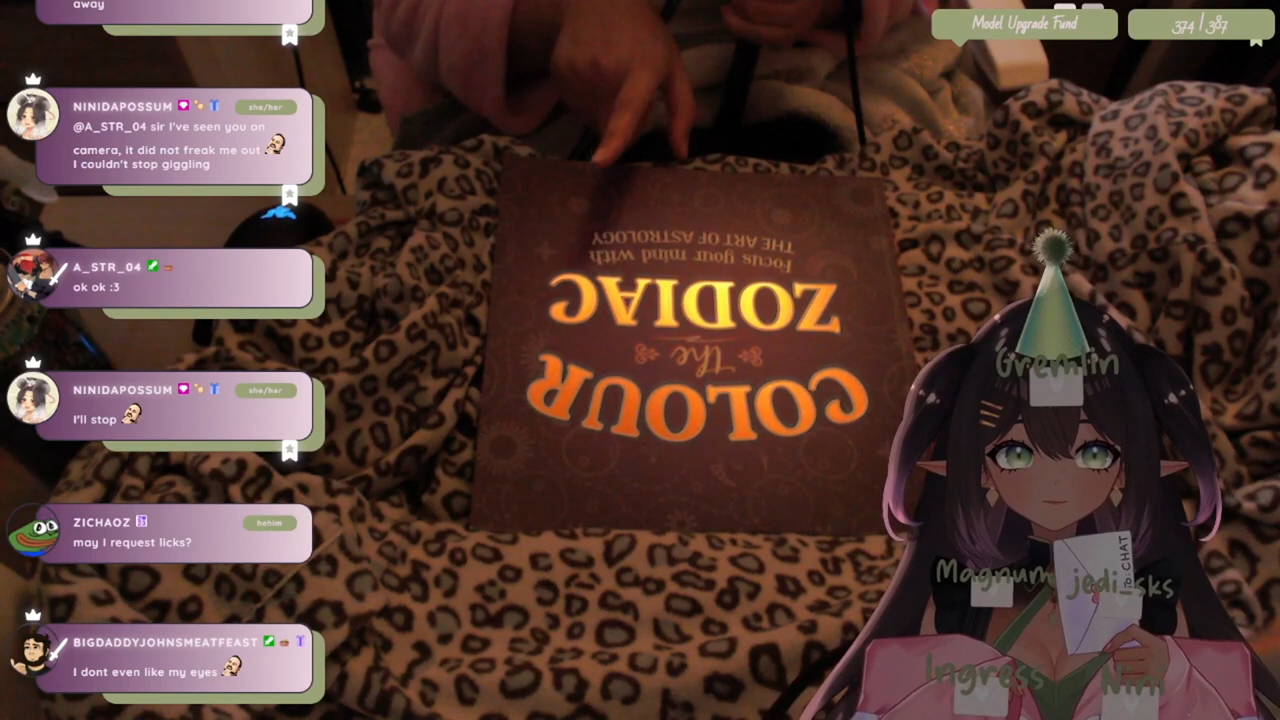 away
NINIDAPOSSUM she/her
@A_STR_04 sir I've seen you on
camera, it did not freak me out
I couldn't stop giggling
A_STR_04
ok ok :3
NINIDAPOSSUM she/her
I'll stop
ZICHAOZ hehim
may I request licks?
BIGDADDYJOHNSMEATFEAST
I dont even like my eyes
COLOUR
the
ZODIAC
Focus your mind with
THE ART OF ASTROLOGY
Model Upgrade Fund
374 / 387
Gremlin
Magnum
jedi_sks
To: CHAT
Ingress